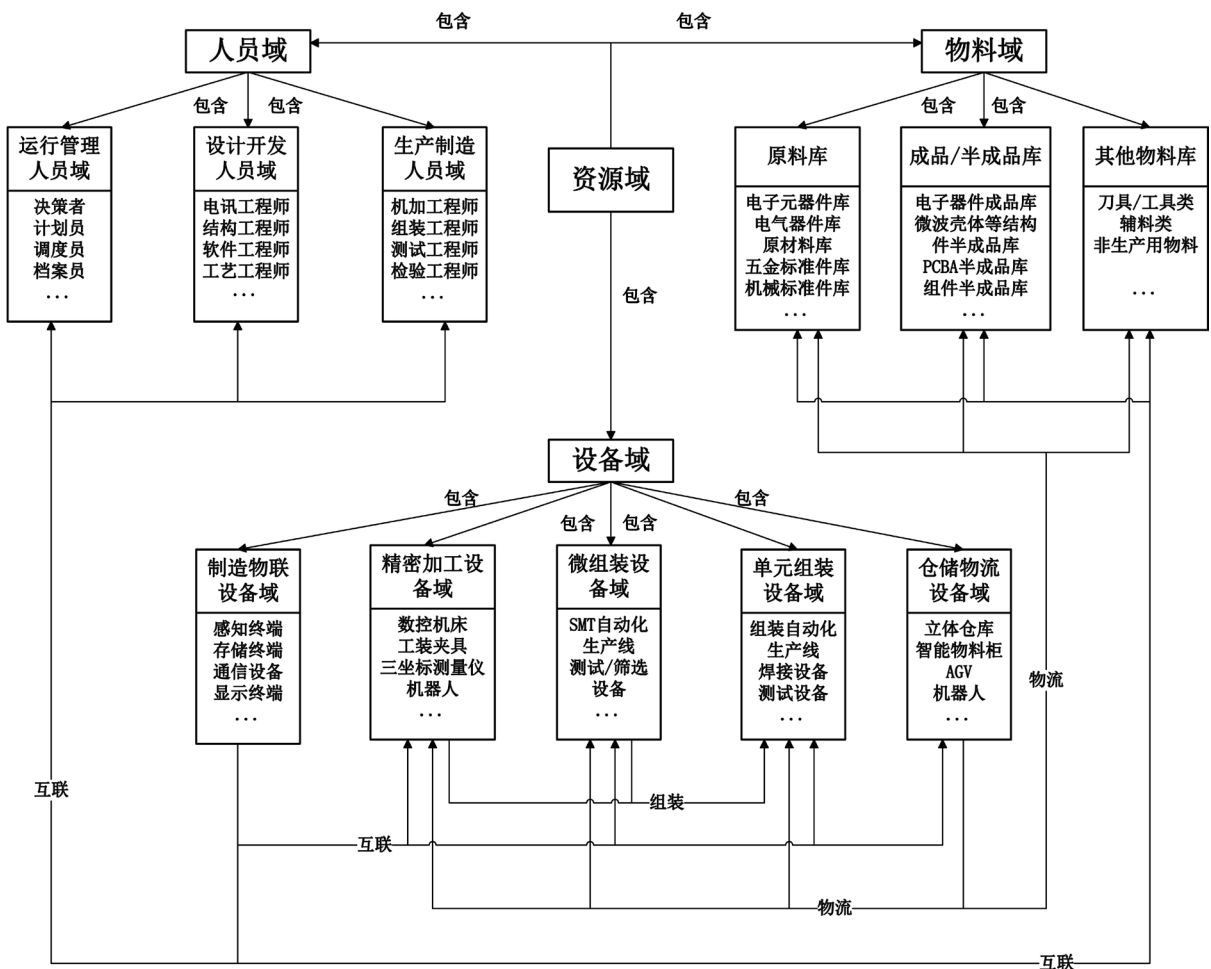 包含
包含
人员域
物料域
包含
包含
包含
包含
运行管理
人员域
决策者
计划员
调度员
档案员
...
设计开发
人员域
电讯工程师
结构工程师
软件工程师
工艺工程师
...
生产制造
人员域
机加工程师
组装工程师
测试工程师
检验工程师
...
资源域
原料库
电子元器件库
电气器件库
原材料库
五金标准件库
机械标准件库
...
成品/半成品库
电子器件成品库
微波壳体等结构
件半成品库
PCBA半成品库
组件半成品库
...
其他物料库
刀具/工具类
辅料类
非生产用物料
...
包含
设备域
包含
包含
包含
包含
制造物联
设备域
感知终端
存储终端
通信设备
显示终端
...
精密加工设
备域
数控机床
工装夹具
三坐标测量仪
机器人
...
微组装设
备域
SMT自动化
生产线
测试/筛选
设备
...
单元组装
设备域
组装自动化
生产线
焊接设备
测试设备
...
仓储物流
设备域
立体仓库
智能物料柜
AGV
机器人
...
物流
互联
组装
互联
物流
互联